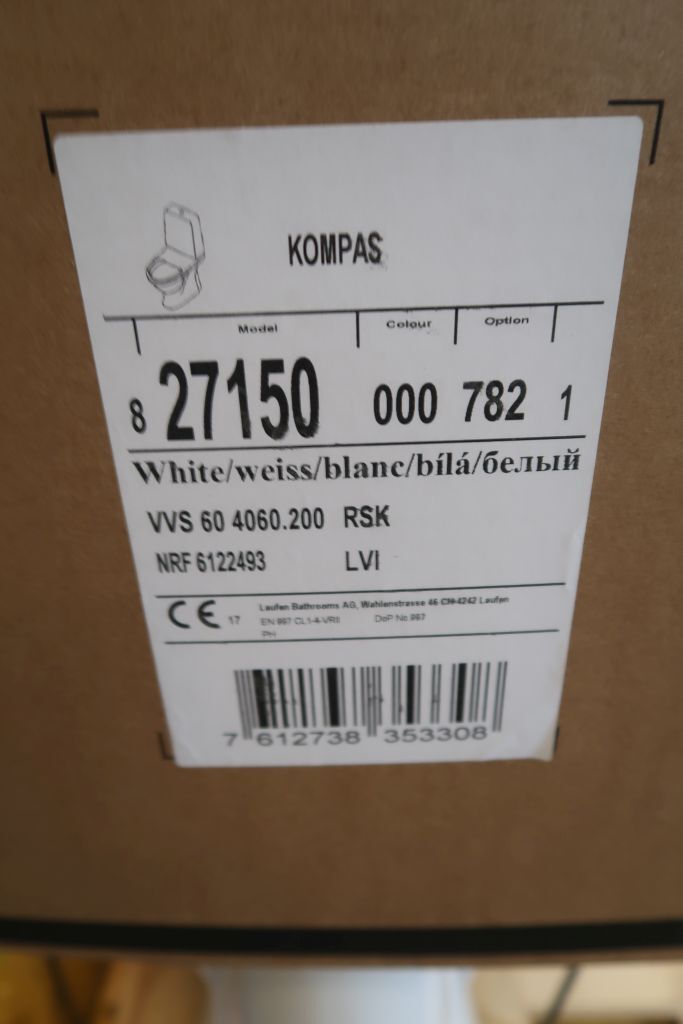 KOMPAS
Model Colour Option
8 27150 000 782 1
White/weiss/blanc/bílá/белый
VVS 60 4060.200 RSK
NRF 6122493 LVI
CE 17 Laufen Bathrooms AG, Wahlenstrasse 46 CH-4242 Laufen
EN 997 CL1-4-VRII DoP No.997
PH
7 612738 353308